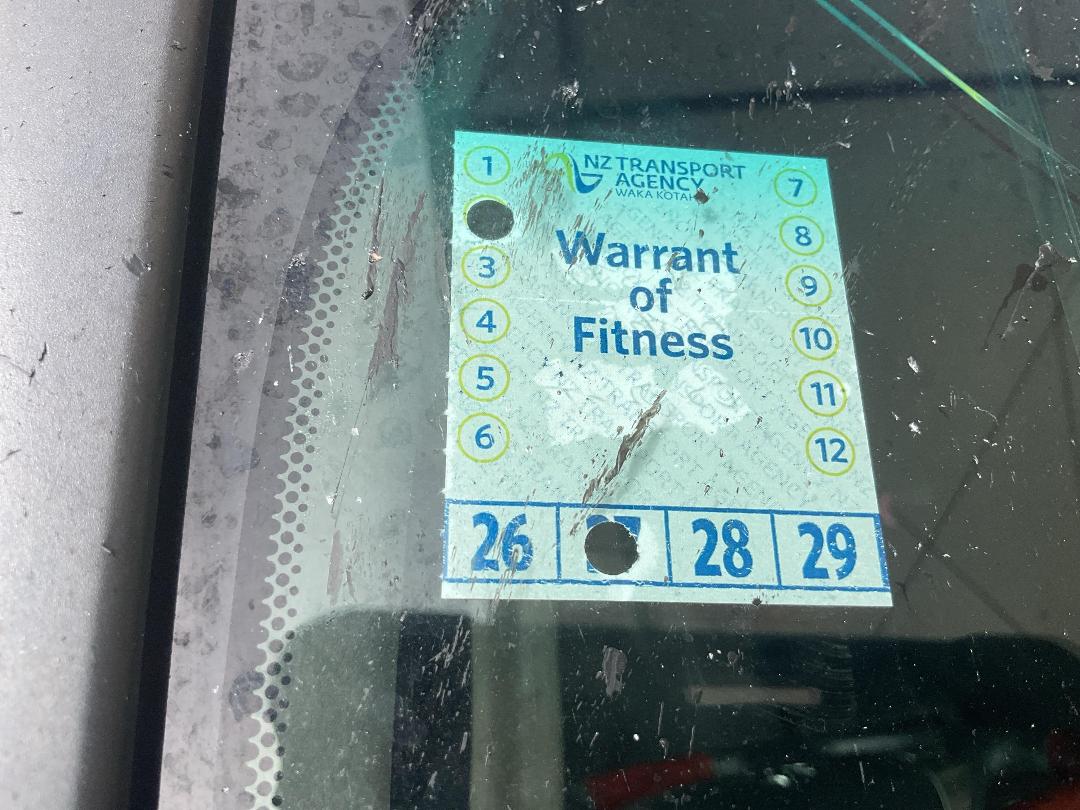 1
NZ TRANSPORT
AGENCY
WAKA KOTAHI
7
8
3
Warrant
of
Fitness
9
4
10
5
11
6
12
26
28
29